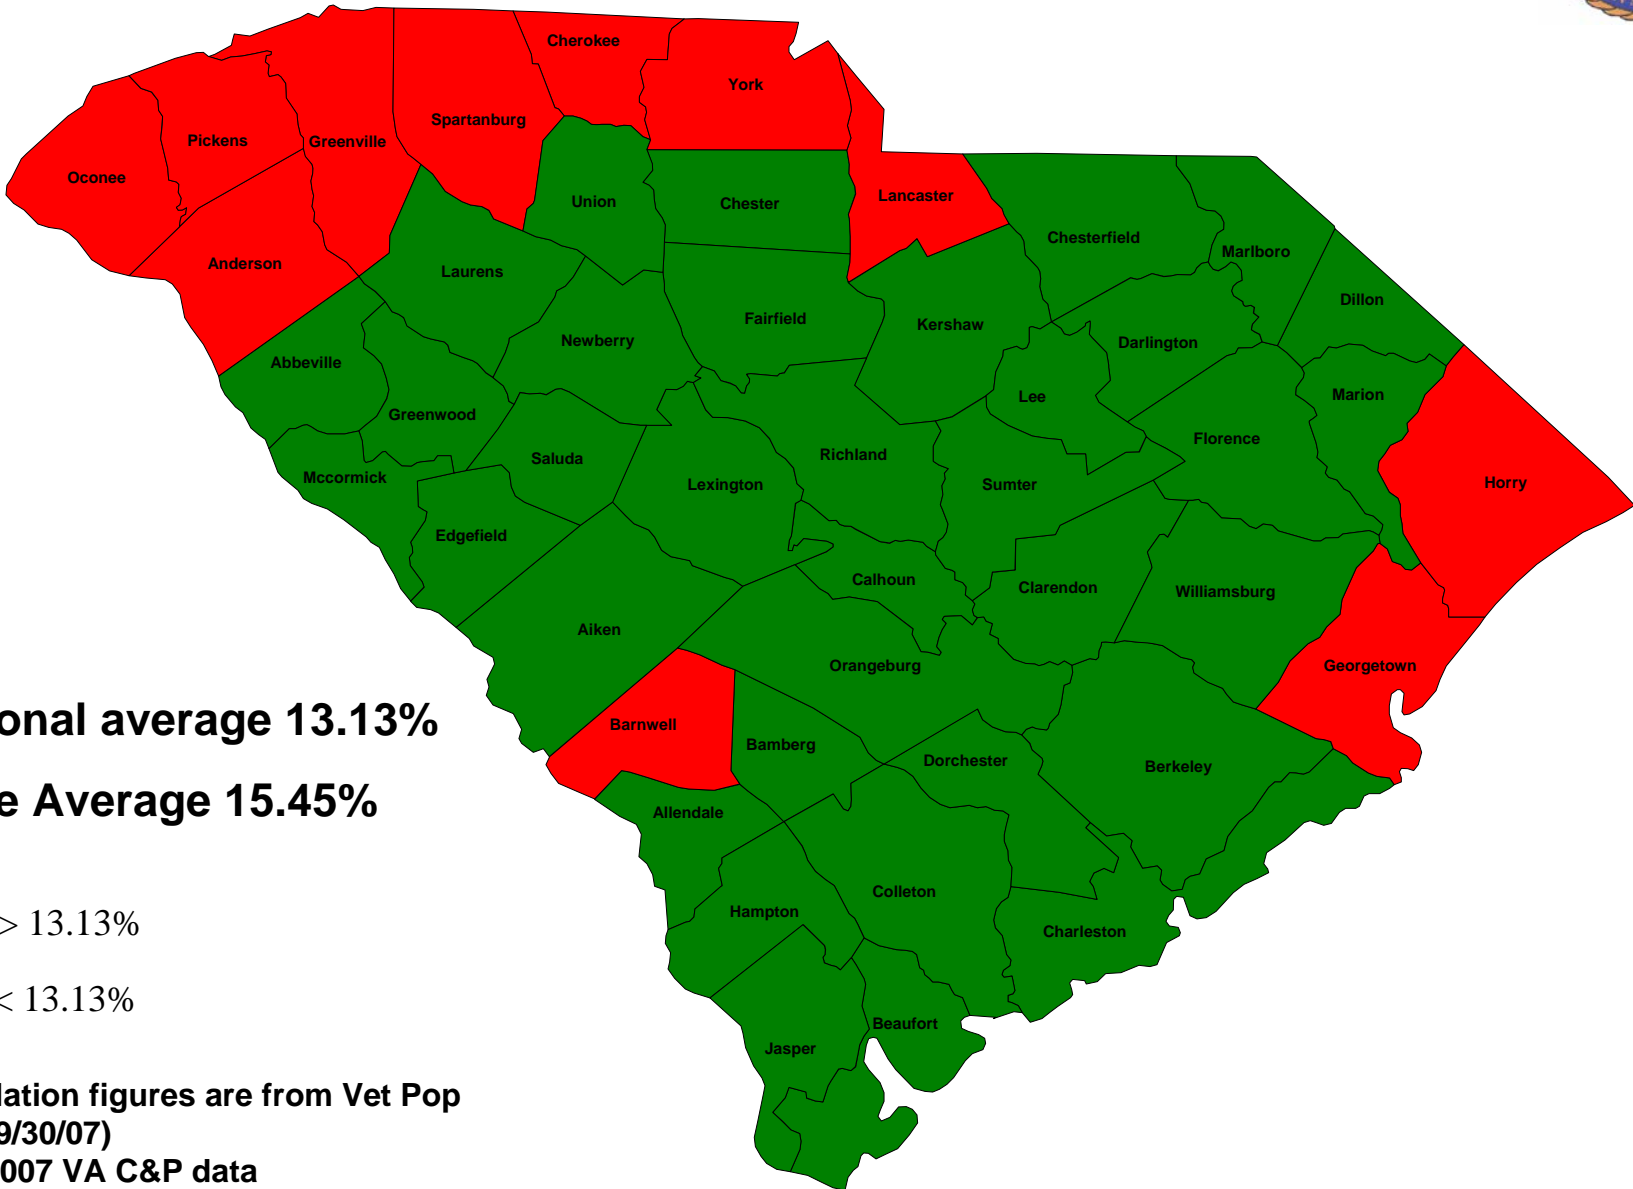 Cherokee
York
Spartanburg
Pickens
Greenville
Oconee
Lancaster
Union
Chester
Chesterfield
Marlboro
Anderson
Laurens
Dillon
Fairfield
Kershaw
Newberry
Darlington
Abbeville
Lee
Marion
Greenwood
Florence
Richland
Saluda
Mccormick
Lexington
Sumter
Horry
Edgefield
Calhoun
Clarendon
Williamsburg
Aiken
Orangeburg
Georgetown
onal average 13.13%
Barnwell
Bamberg
Dorchester
Berkeley
e Average 15.45%
Allendale
Colleton
Hampton
> 13.13%
Charleston
< 13.13%
Beaufort
Jasper
lation figures are from Vet Pop
9/30/07)
007 VA C&P data